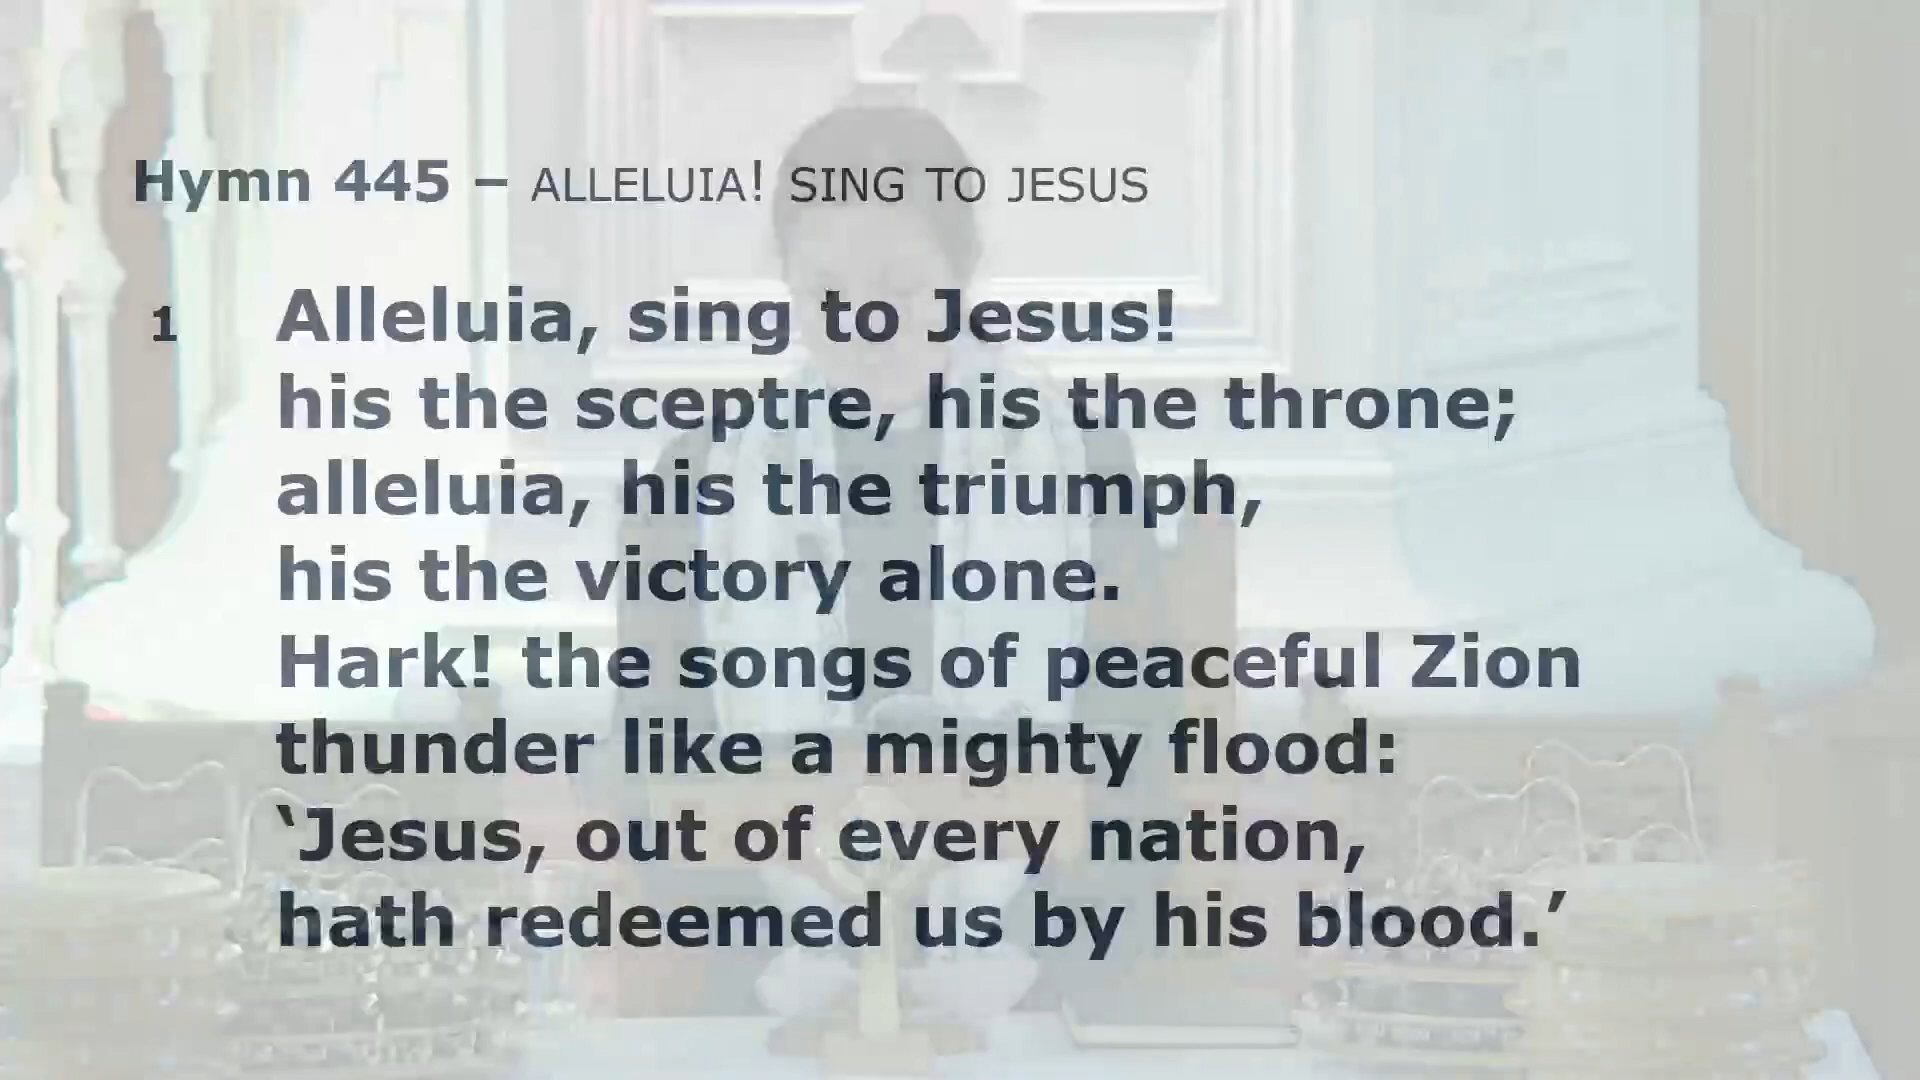 Hymn 445 – ALLELUIA! SING TO JESUS
1 Alleluia, sing to Jesus!
his the sceptre, his the throne;
alleluia, his the triumph,
his the victory alone.
Hark! the songs of peaceful Zion
thunder like a mighty flood:
‘Jesus, out of every nation,
hath redeemed us by his blood.’